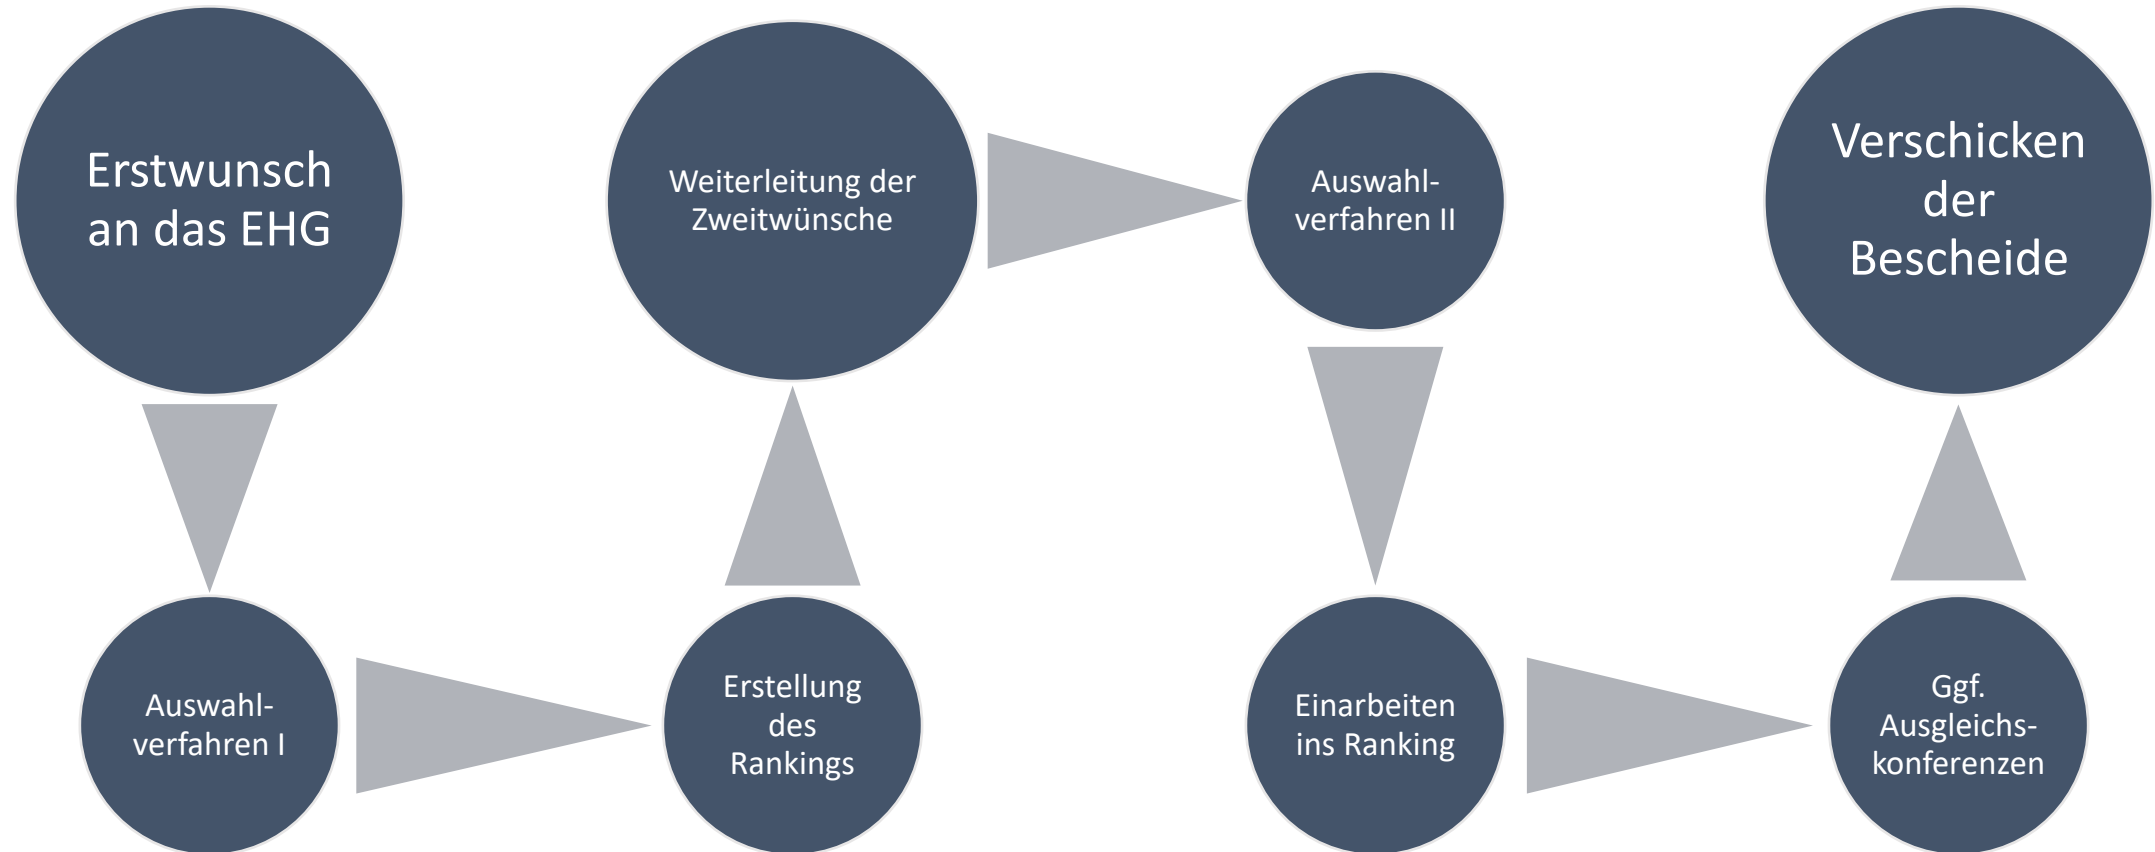 Erstwunsch
an das EHG
Auswahl-
verfahren I
Erstellung
des
Rankings
Weiterleitung der
Zweitwünsche
Auswahl-
verfahren II
Einarbeiten
ins Ranking
Ggf.
Ausgleichs-
konferenzen
Verschicken
der
Bescheide